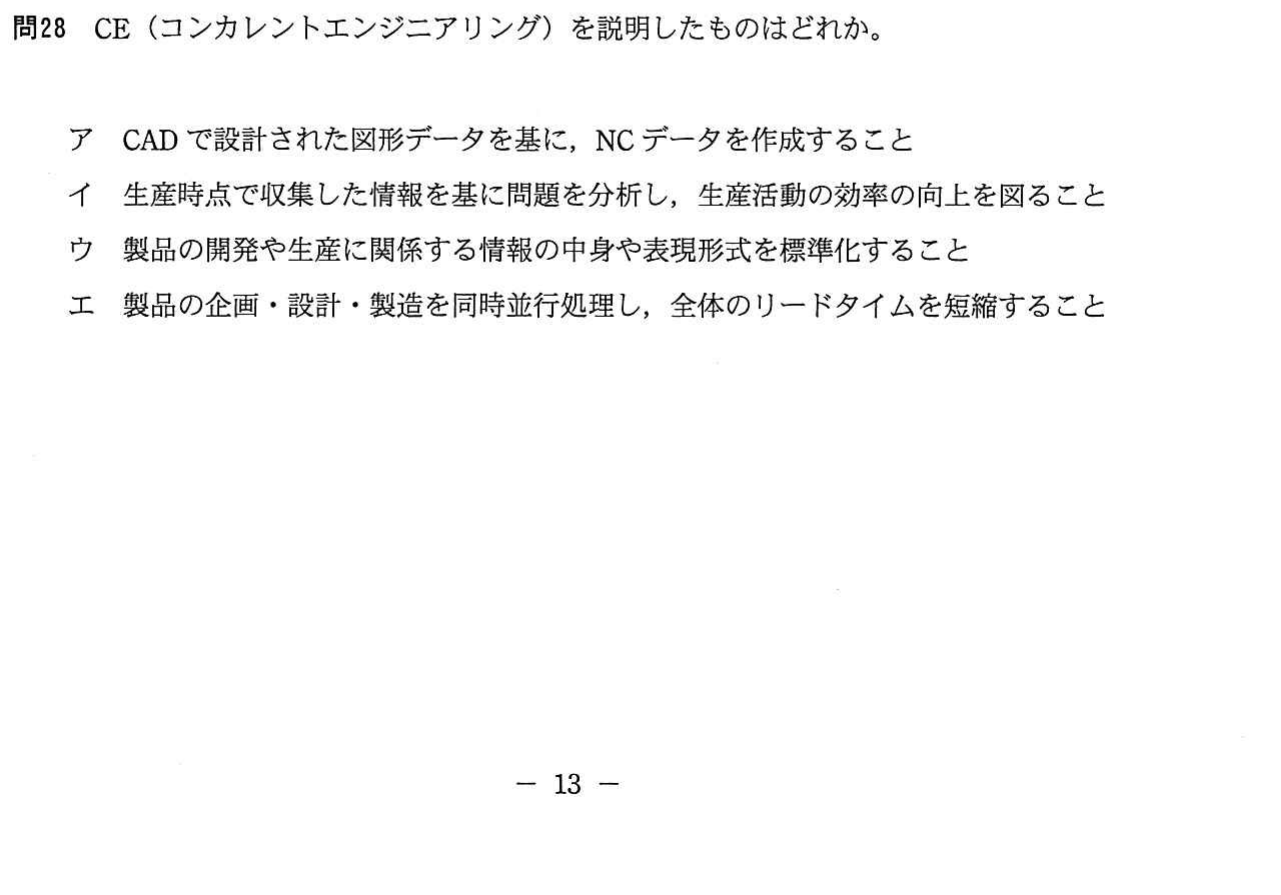 問28 CE（コンカレントエンジニアリング）を説明したものはどれか。
ア CAD で設計された図形データを基に，NC データを作成すること
イ 生産時点で収集した情報を基に問題を分析し，生産活動の効率の向上を図ること
ウ 製品の開発や生産に関係する情報の中身や表現形式を標準化すること
エ 製品の企画・設計・製造を同時並行処理し，全体のリードタイムを短縮すること
－ 13 －